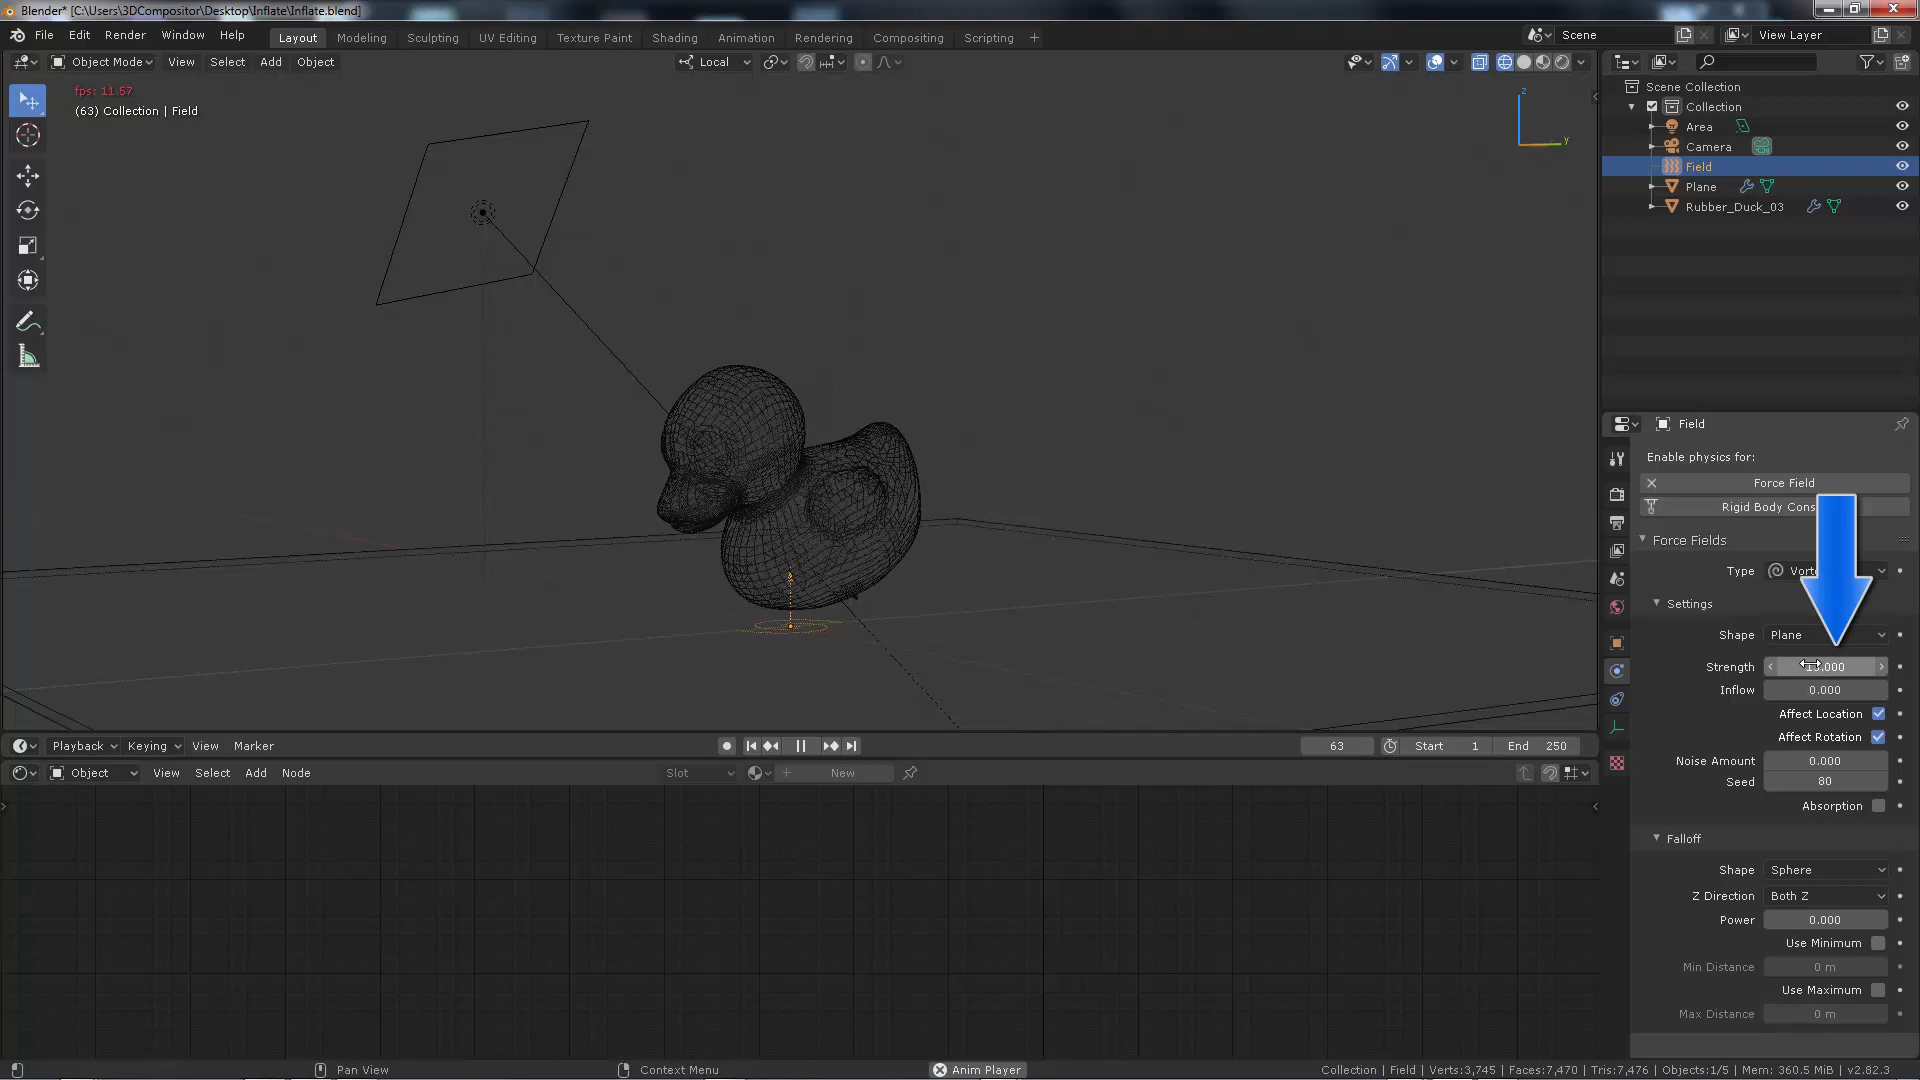 Blender* [C:\Users\3DCompositor\Desktop\Inflate\Inflate.blend]
File Edit Render Window Help Layout Modeling Sculpting UV Editing Texture Paint Shading Animation Rendering Compositing Scripting + Scene View Layer
Object Mode View Select Add Object Local
fps: 11.57
(63) Collection | Field
z
y
Scene Collection
Collection
Area
Camera
Field
Plane
Rubber_Duck_03
Field
Enable physics for:
Force Field
Rigid Body Cons
Force Fields
Type
Settings
Shape Plane
Strength
Inflow 0.000
Affect Location
Affect Rotation
Noise Amount 0.000
Seed 80
Absorption
Falloff
Shape Sphere
Z Direction Both Z
Power 0.000
Use Minimum
Min Distance 0 m
Use Maximum
Max Distance 0 m
Playback Keying View Marker 63 Start 1 End 250
Object View Select Add Node Slot New
Pan View Context Menu Anim Player Collection | Field | Verts:3,745 | Faces:7,470 | Tris:7,476 | Objects:1/5 | Mem: 360.5 MiB | v2.82.3